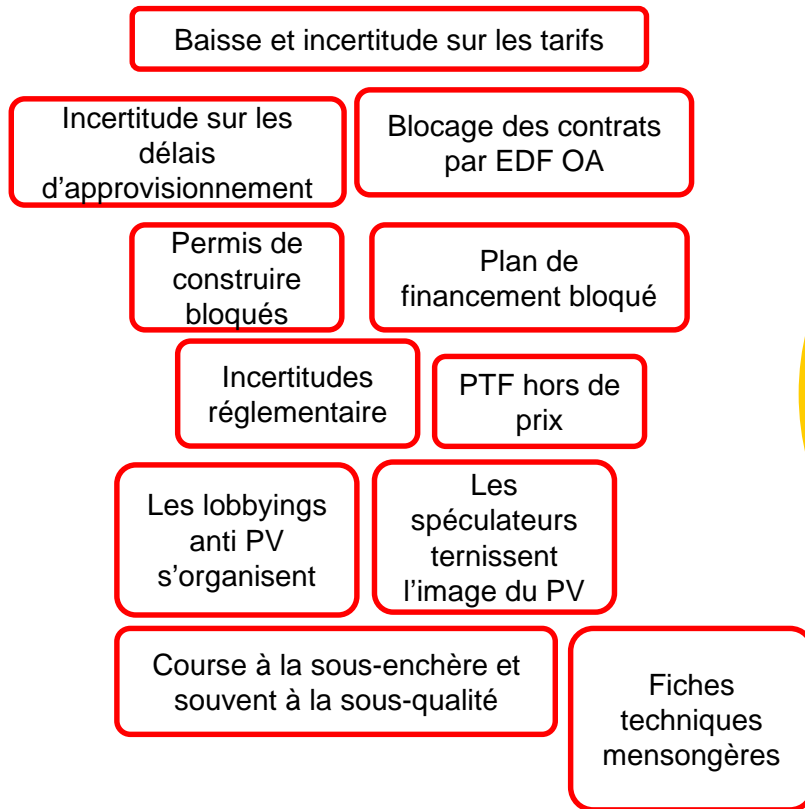 Baisse et incertitude sur les tarifs
Incertitude sur les
délais
d'approvisionnement
Blocage des contrats
par EDF OA
Permis de
construire
bloqués
Plan de
financement bloqué
Incertitudes
réglementaire
PTF hors de
prix
Les lobbyings
anti PV
s'organisent
Les
spéculateurs
ternissent
l'image du PV
Course à la sous-enchère et
souvent à la sous-qualité
Fiches
techniques
mensongères